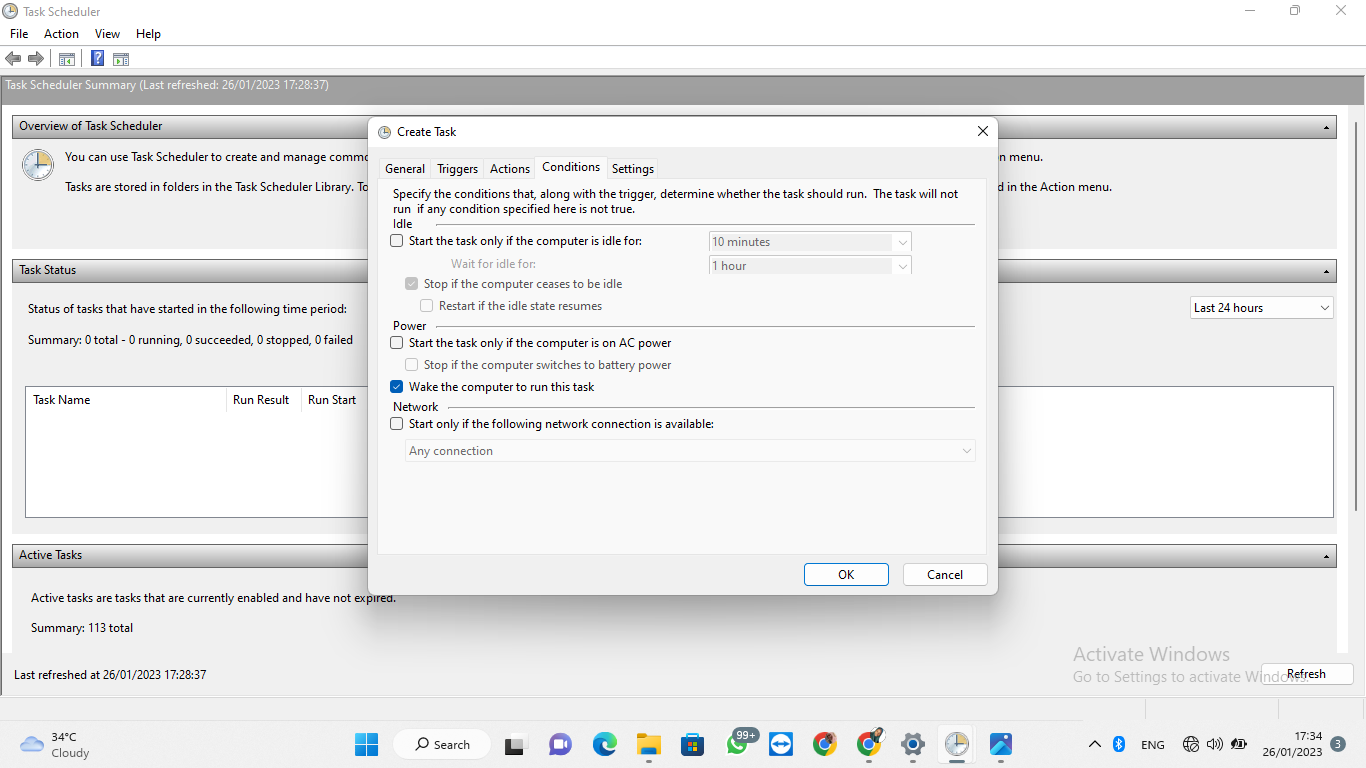 Task Scheduler
File Action View Help
Task Scheduler Summary (Last refreshed: 26/01/2023 17:28:37)
Overview of Task Scheduler
You can use Task Scheduler to create and manage
n menu.
Tasks are stored in folders in the Task Scheduler Library.
d in the Action menu.
Task Status
Status of tasks that have started in the following time period:
Last 24 hours
Summary: 0 total - 0 running, 0 succeeded, 0 stopped, 0 failed
Task Name Run Result Run Start
Active Tasks
Active tasks are tasks that are currently enabled and have not expired.
Summary: 113 total
Last refreshed at 26/01/2023 17:28:37
Refresh
Create Task
General Triggers Actions Conditions Settings
Specify the conditions that, along with the trigger, determine whether the task should run. The task will not
run if any condition specified here is not true.
Idle
Start the task only if the computer is idle for: 10 minutes
Wait for idle for: 1 hour
Stop if the computer ceases to be idle
Restart if the idle state resumes
Power
Start the task only if the computer is on AC power
Stop if the computer switches to battery power
Wake the computer to run this task
Network
Start only if the following network connection is available:
Any connection
OK Cancel
Activate Windows
Go to Settings to activate Windows.
34°C
Cloudy
Search
99+
ENG
17:34
26/01/2023
3